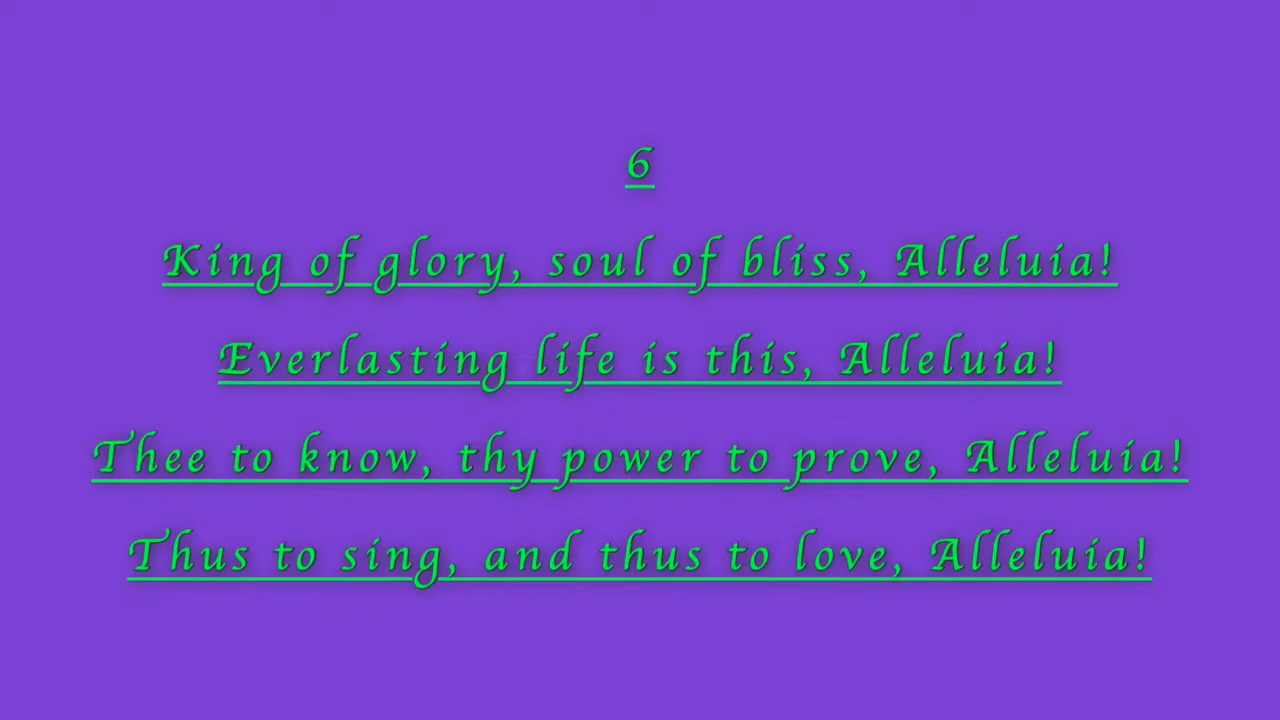 6
King of glory, soul of bliss, Alleluia!
Everlasting life is this, Alleluia!
Thee to know, thy power to prove, Alleluia!
Thus to sing, and thus to love, Alleluia!